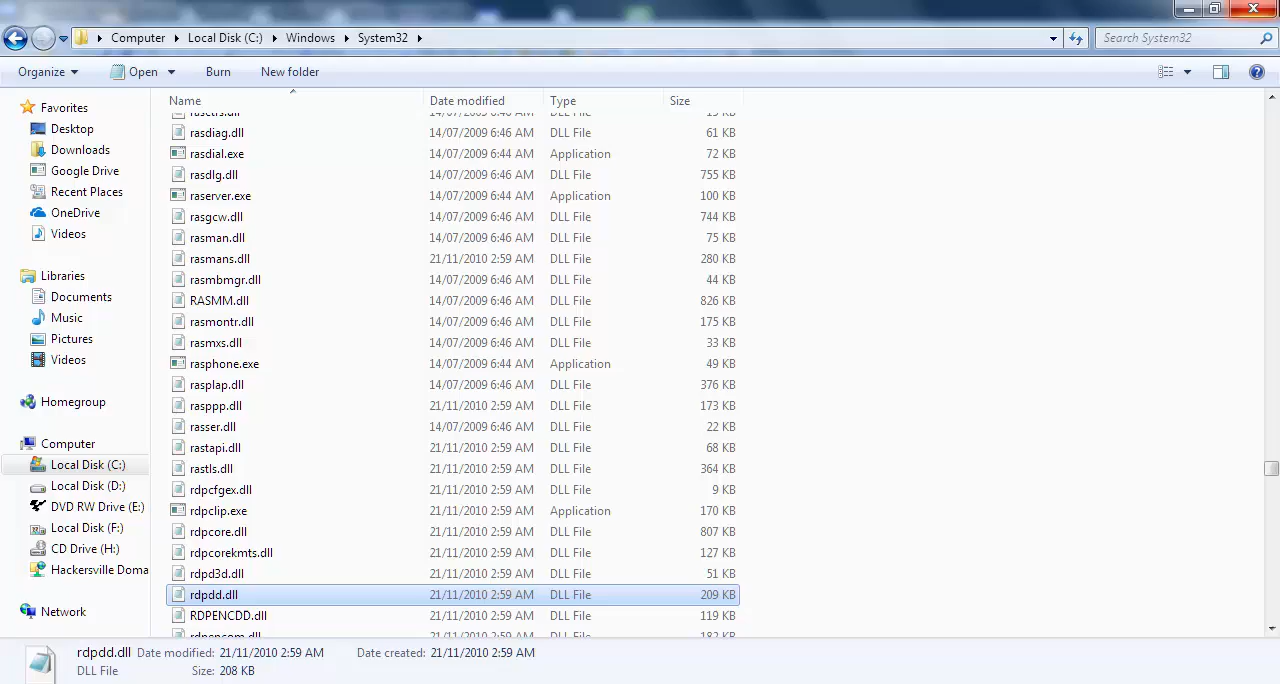 Computer Local Disk (C:) Windows System32 Search System32
Organize Open Burn New folder
Favorites
Desktop
Downloads
Google Drive
Recent Places
OneDrive
Videos
Libraries
Documents
Music
Pictures
Videos
Homegroup
Computer
Local Disk (C:)
Local Disk (D:)
DVD RW Drive (E:)
Local Disk (F:)
CD Drive (H:)
Hackersville Doma
Network
Name Date modified Type Size
rasdiag.dll 14/07/2009 6:46 AM DLL File 61 KB
rasdial.exe 14/07/2009 6:44 AM Application 72 KB
rasdlg.dll 14/07/2009 6:46 AM DLL File 755 KB
raserver.exe 14/07/2009 6:44 AM Application 100 KB
rasgcw.dll 14/07/2009 6:46 AM DLL File 744 KB
rasman.dll 14/07/2009 6:46 AM DLL File 75 KB
rasmans.dll 21/11/2010 2:59 AM DLL File 280 KB
rasmbmgr.dll 14/07/2009 6:46 AM DLL File 44 KB
RASMM.dll 14/07/2009 6:46 AM DLL File 826 KB
rasmontr.dll 14/07/2009 6:46 AM DLL File 175 KB
rasmxs.dll 14/07/2009 6:46 AM DLL File 33 KB
rasphone.exe 14/07/2009 6:44 AM Application 49 KB
rasplap.dll 14/07/2009 6:46 AM DLL File 376 KB
rasppp.dll 21/11/2010 2:59 AM DLL File 173 KB
rasser.dll 14/07/2009 6:46 AM DLL File 22 KB
rastapi.dll 21/11/2010 2:59 AM DLL File 68 KB
rastls.dll 21/11/2010 2:59 AM DLL File 364 KB
rdpcfgex.dll 21/11/2010 2:59 AM DLL File 9 KB
rdpclip.exe 21/11/2010 2:59 AM Application 170 KB
rdpcore.dll 21/11/2010 2:59 AM DLL File 807 KB
rdpcorekmts.dll 21/11/2010 2:59 AM DLL File 127 KB
rdpd3d.dll 21/11/2010 2:59 AM DLL File 51 KB
rdpdd.dll 21/11/2010 2:59 AM DLL File 209 KB
RDPENCDD.dll 21/11/2010 2:59 AM DLL File 119 KB
rdpdd.dll Date modified: 21/11/2010 2:59 AM Date created: 21/11/2010 2:59 AM
DLL File Size: 208 KB